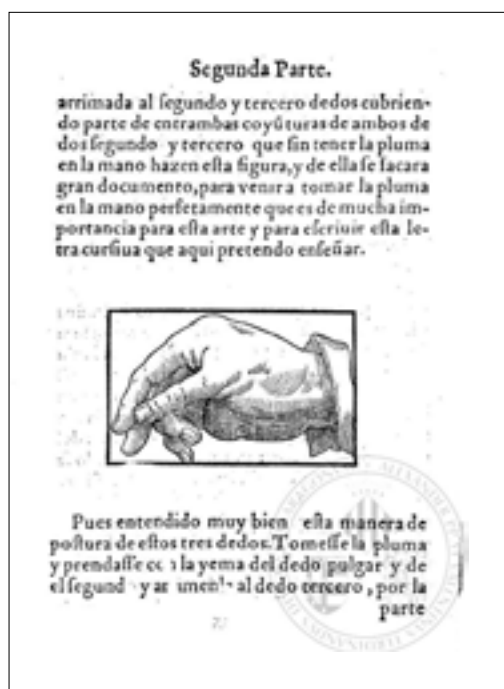 Segunda Parte.
arrimada al ſegundo y tercero dedos cubrien-
do parte de entrambas coyũturas de ambos de
dos ſegundo y tercero que ſin tener la pluma
en la mano hazen eſta figura, y de ella ſe ſacara
gran documento, para venir a tomar la pluma
en la mano perfetamente que es de mucha im-
portancia para eſta arte y para eſcriuir eſta le-
tra curſiua que aqui pretendo enſeñar.
Pues entendido muy bien eſta manera de
poſtura de eſtos tres dedos. Tomeſſe la pluma
y prendaſſe la yema del dedo pulgar y de
el ſegund y al dedo tercero, por la
parte